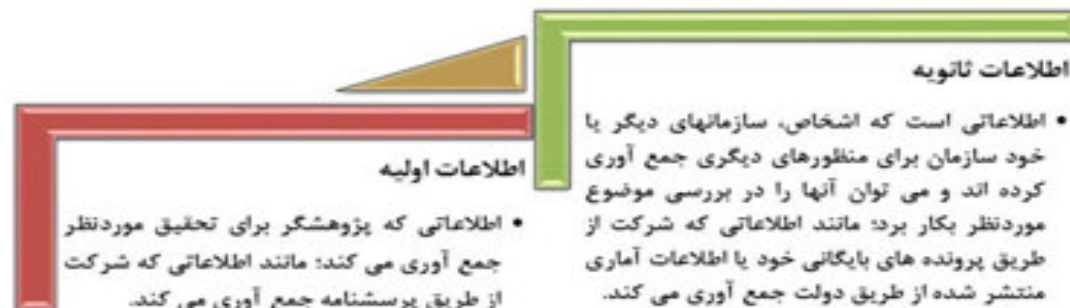 اطلاعات ثانویه
• اطلاعاتی است که اشخاص، سازمانهای دیگر یا
خود سازمان برای منظورهای دیگری جمع آوری
کرده اند و می توان آنها را در بررسی موضوع
موردنظر بکار برد؛ مانند اطلاعاتی که شرکت از
طریق پرونده های بایگانی خود یا اطلاعات آماری
منتشر شده از طریق دولت جمع آوری می کند.
اطلاعات اولیه
• اطلاعاتی که پژوهشگر برای تحقیق موردنظر
جمع آوری می کند؛ مانند اطلاعاتی که شرکت
از طریق پرسشنامه جمع آوری می کند.